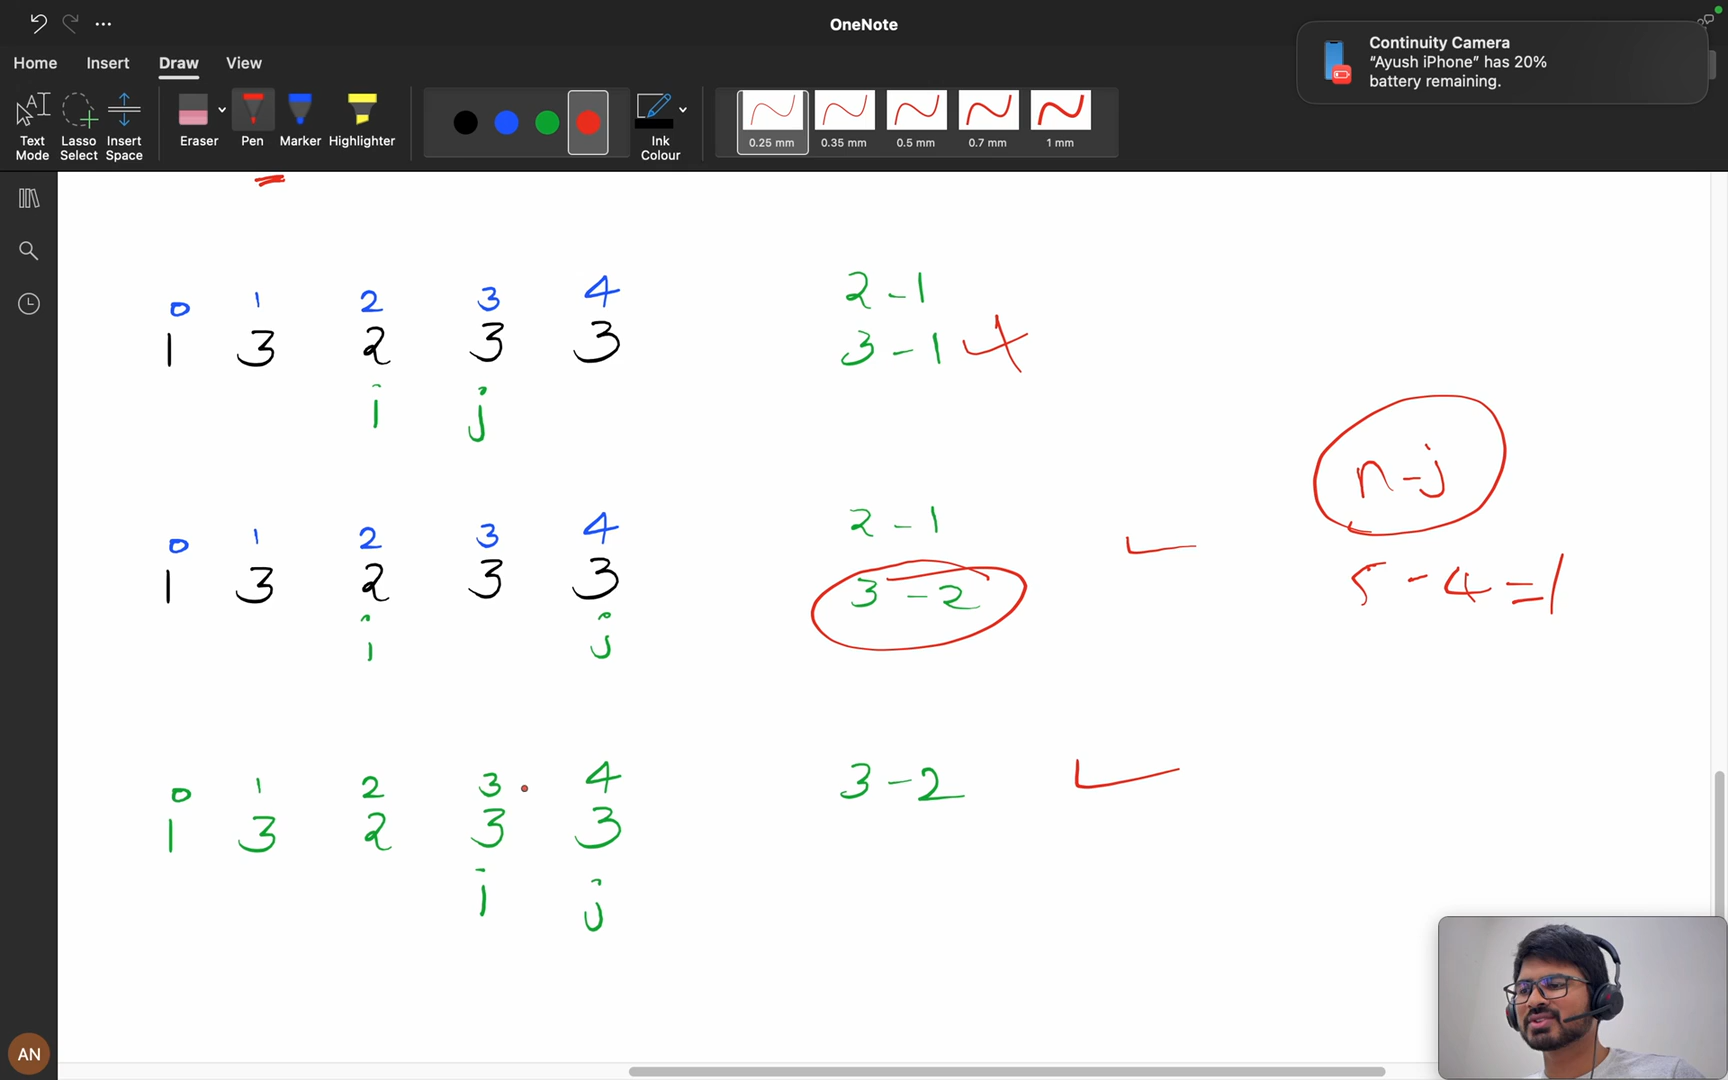 OneNote
Home Insert Draw View
Continuity Camera
“Ayush iPhone” has 20%
battery remaining.
Text Mode
Lasso Select
Insert Space
Eraser
Pen
Marker
Highlighter
Ink Colour
0.25 mm
0.35 mm
0.5 mm
0.7 mm
1 mm
0 1 2 3 4
1 3 2 3 3
i j
2 - 1
3 - 1
n - j
5 - 4 = 1
0 1 2 3 4
1 3 2 3 3
i j
2 - 1
3 - 2
0 1 2 3 4
1 3 2 3 3
i j
3 - 2
AN